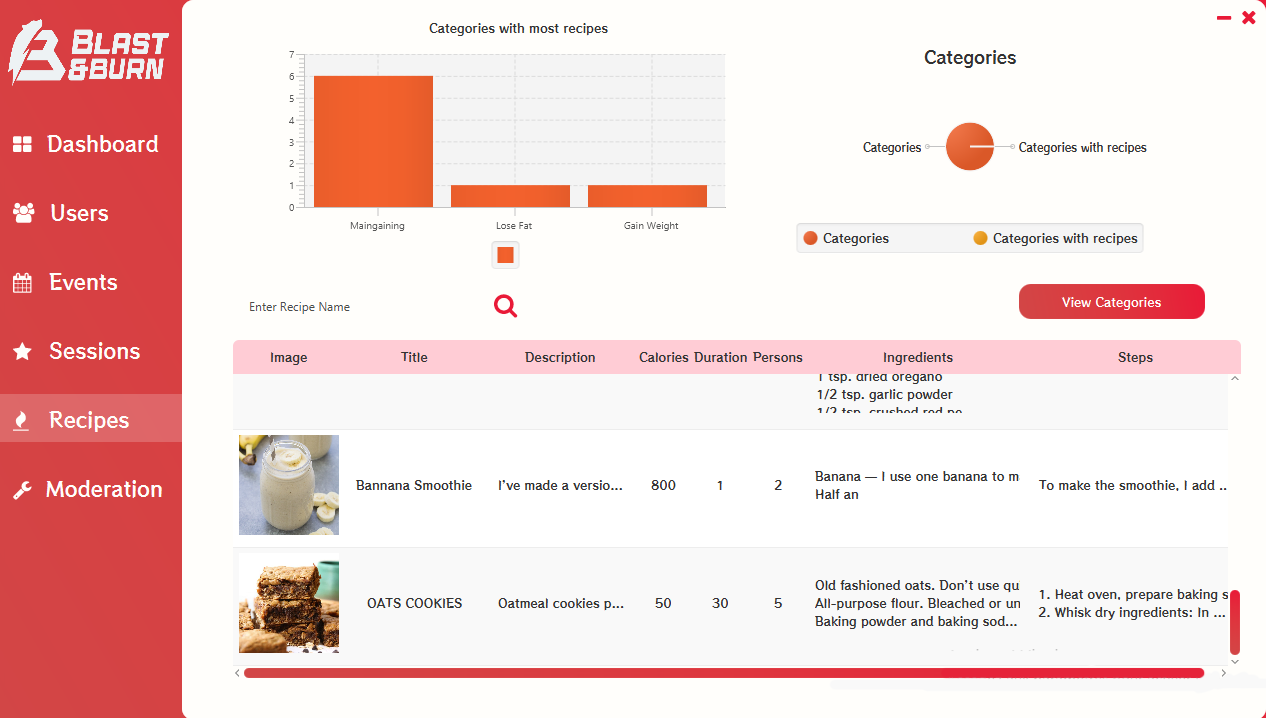 BLAST
&BURN
Dashboard
Users
Events
Sessions
Recipes
Moderation
Categories with most recipes
7
6
5
4
3
2
1
0
Maingaining
Lose Fat
Gain Weight
Categories
Categories
Categories with recipes
Categories
Categories with recipes
Enter Recipe Name
View Categories
Image Title Description Calories Duration Persons Ingredients Steps
1 tsp. dried oregano
1/2 tsp. garlic powder
1/2 tsp. crushed red pe
Bannana Smoothie I've made a versio... 800 1 2
Banana — I use one banana to m
Half an
To make the smoothie, I add ..
OATS COOKIES Oatmeal cookies p... 50 30 5
Old fashioned oats. Don't use qu
All-purpose flour. Bleached or un
Baking powder and baking sod...
1. Heat oven, prepare baking s
2. Whisk dry ingredients: In ...